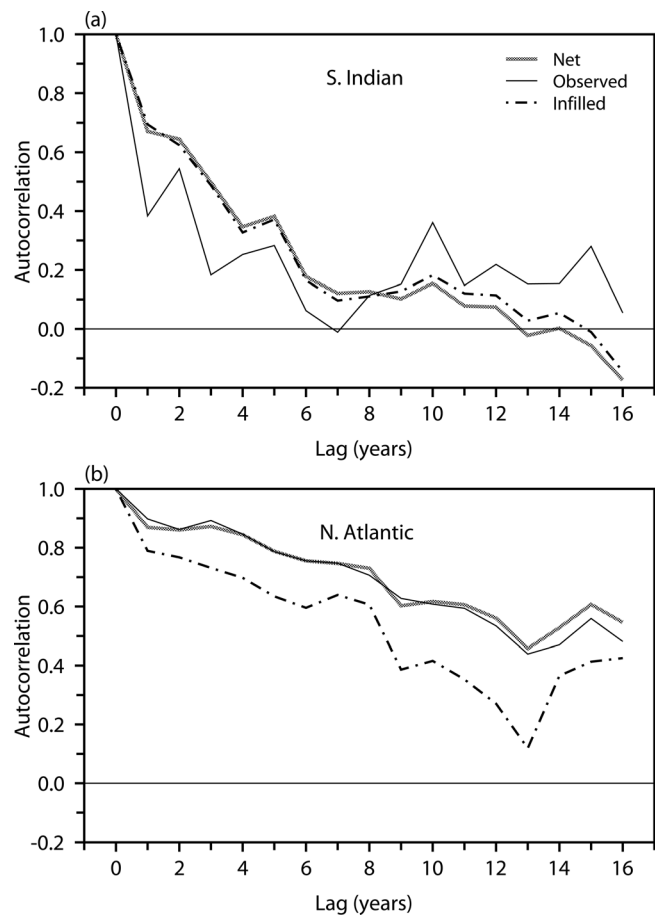 (a)
1.0
S. Indian
Net
Observed
Infilled
0.8
0.6
0.4
0.2
0.0
-0.2
Autocorrelation
0 2 4 6 8 10 12 14 16
Lag (years)
(b)
1.0
N. Atlantic
0.8
0.6
0.4
0.2
0.0
-0.2
Autocorrelation
0 2 4 6 8 10 12 14 16
Lag (years)